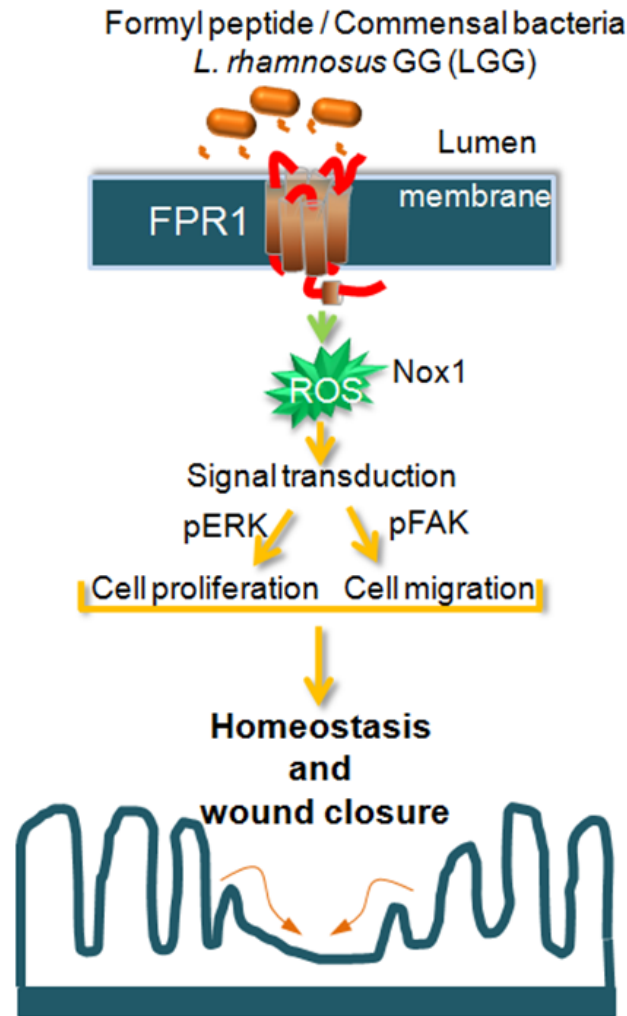 Formyl peptide / Commensal bacteria
L. rhamnosus GG (LGG)
Lumen
membrane
FPR1
ROS
Nox1
Signal transduction
pERK
pFAK
Cell proliferation
Cell migration
Homeostasis
and
wound closure